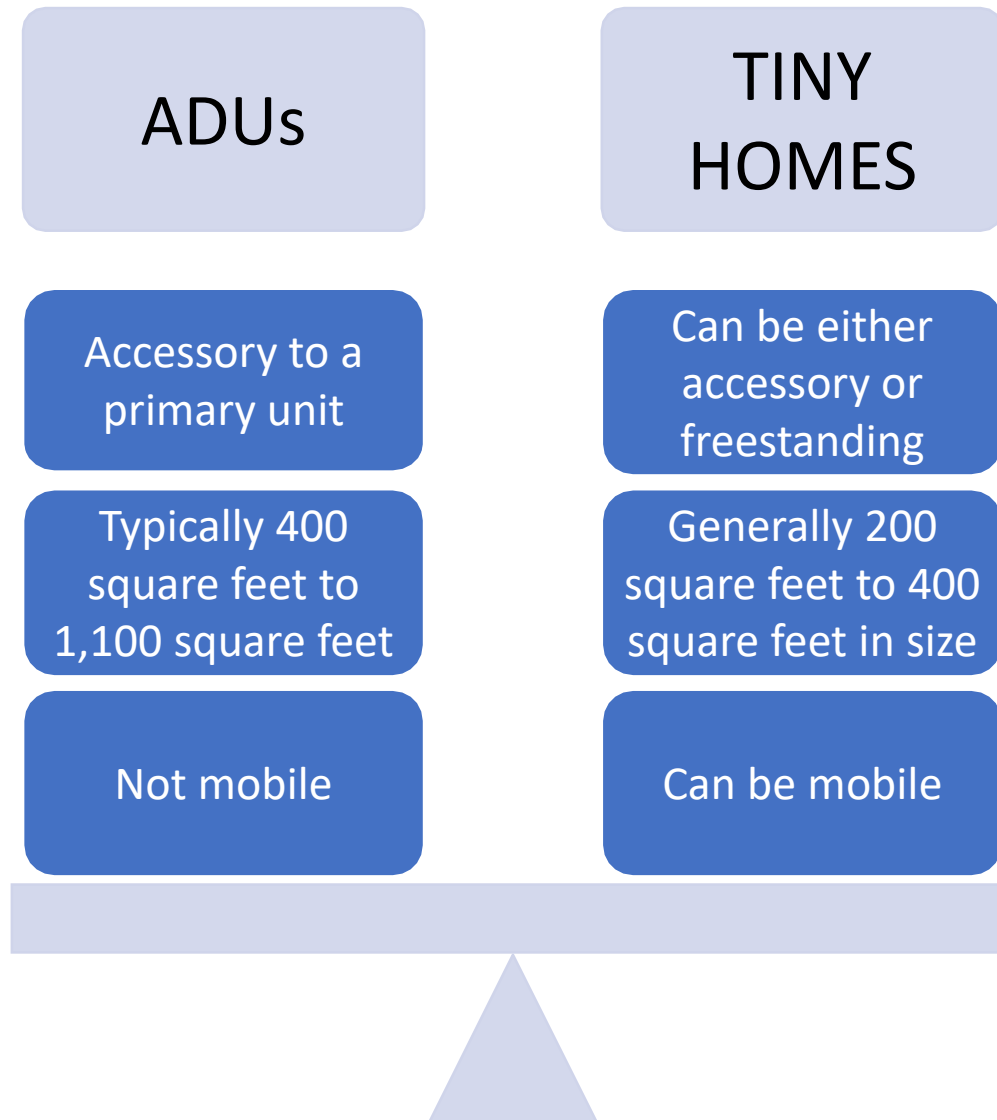 ADUs
TINY
HOMES
Accessory to a
primary unit
Can be either
accessory or
freestanding
Typically 400
square feet to
1,100 square feet
Generally 200
square feet to 400
square feet in size
Not mobile
Can be mobile